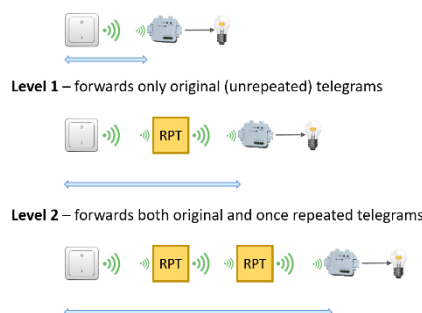 Level 1 – forwards only original (unrepeated) telegrams
RPT
Level 2 – forwards both original and once repeated telegrams
RPT RPT